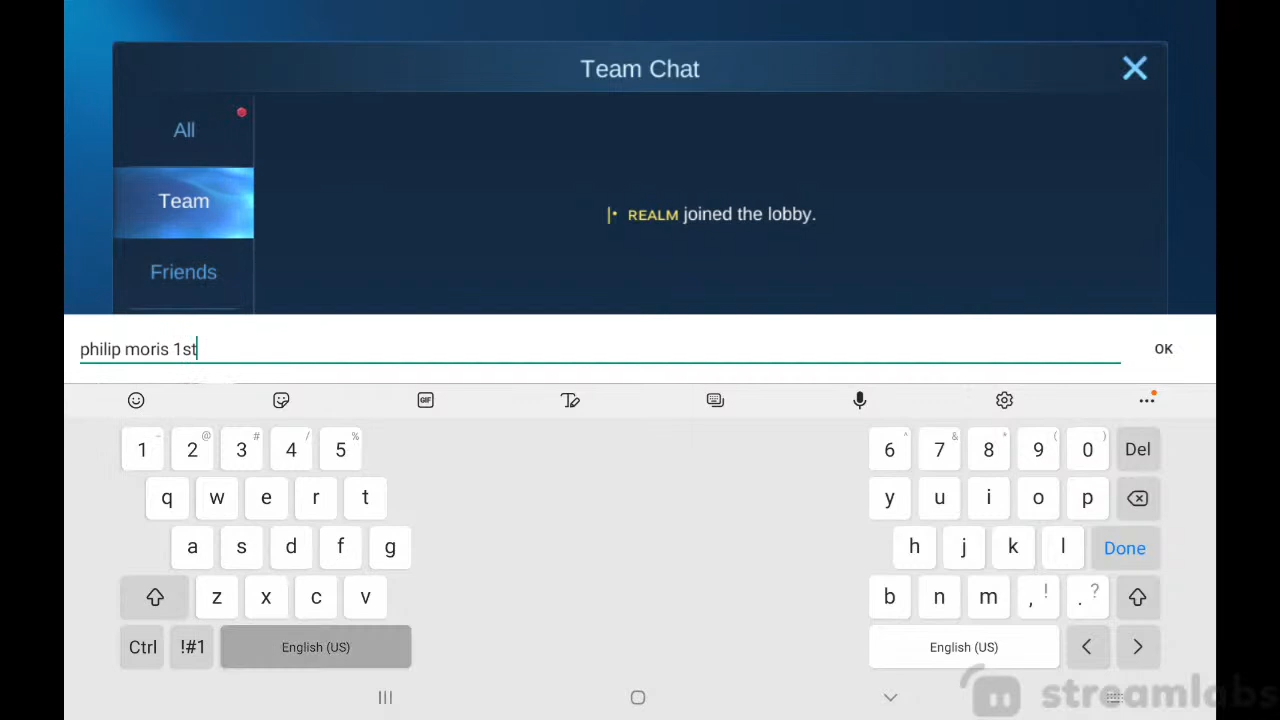 Team Chat
All
Team
|• REALM joined the lobby.
Friends
philip moris 1st
OK
GIF
1 - 2 @ 3 # 4 / 5 % 6 ^ 7 & 8 * 9 ( 0 ) Del
q w e r t y u i o p
a s d f g h j k l Done
z x c v b n m , ! . ?
Ctrl !#1 English (US) English (US) < >
streamlabs